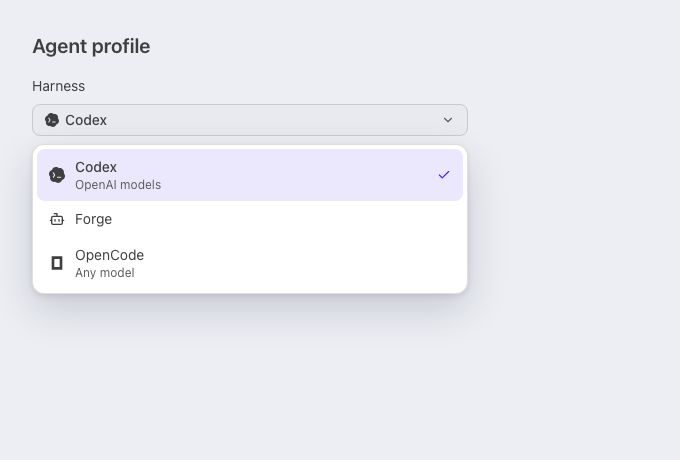 Agent profile
Harness
Codex
Codex
OpenAI models
Forge
OpenCode
Any model